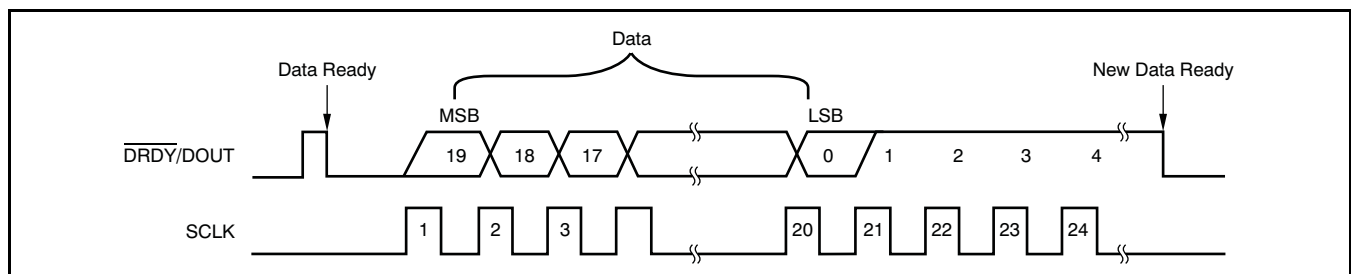 Data
Data Ready
New Data Ready
MSB
LSB
DRDY/DOUT
19 18 17 0 1 2 3 4
SCLK
1 2 3 20 21 22 23 24